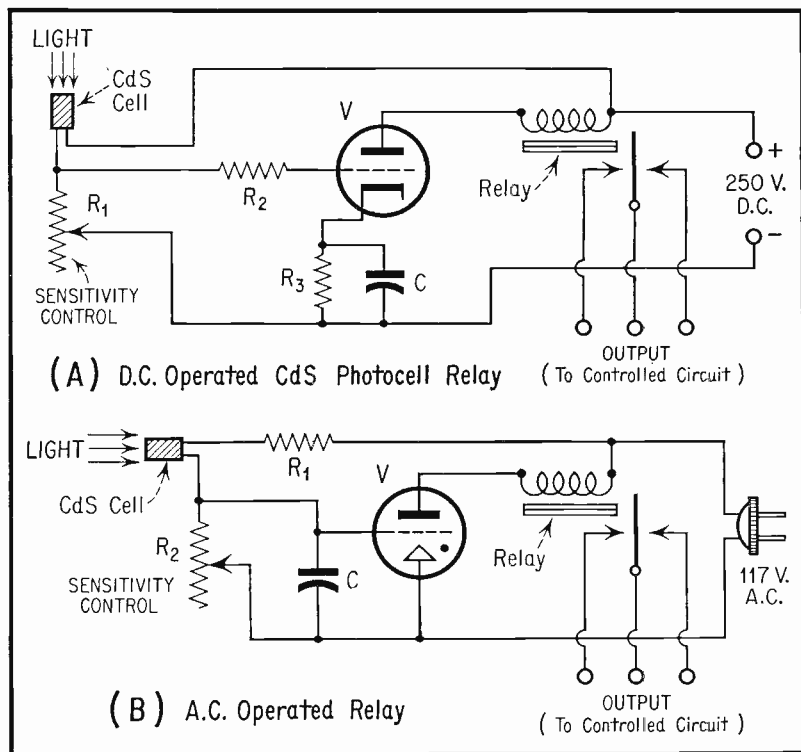 LIGHT
CdS
Cell
V
R1
R2
R3
C
SENSITIVITY
CONTROL
Relay
+
250 V.
D.C.
−
OUTPUT
( To Controlled Circuit )
(A) D.C. Operated CdS Photocell Relay
LIGHT
CdS Cell
R1
V
R2
SENSITIVITY
CONTROL
C
Relay
117 V.
A.C.
OUTPUT
( To Controlled Circuit )
(B) A.C. Operated Relay